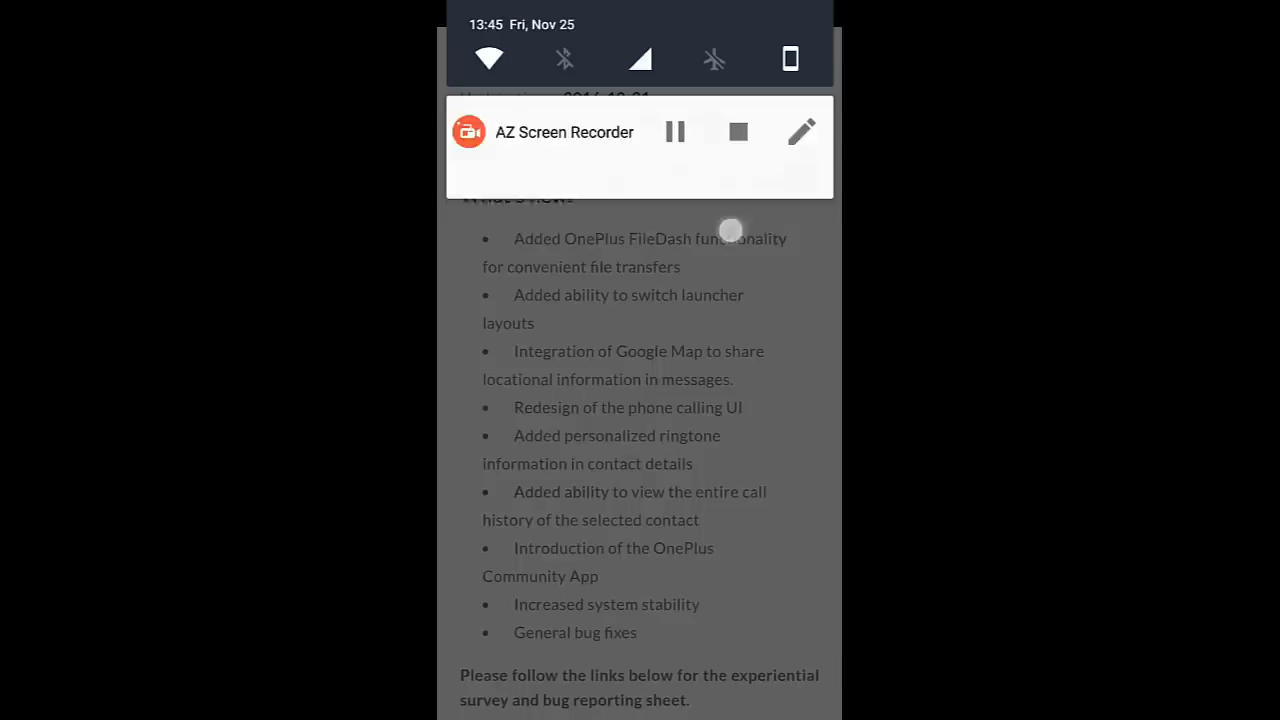 13:45 Fri, Nov 25
AZ Screen Recorder
What's new:
• Added OnePlus FileDash functionality
for convenient file transfers
• Added ability to switch launcher
layouts
• Integration of Google Map to share
locational information in messages.
• Redesign of the phone calling UI
• Added personalized ringtone
information in contact details
• Added ability to view the entire call
history of the selected contact
• Introduction of the OnePlus
Community App
• Increased system stability
• General bug fixes
Please follow the links below for the experiential
survey and bug reporting sheet.